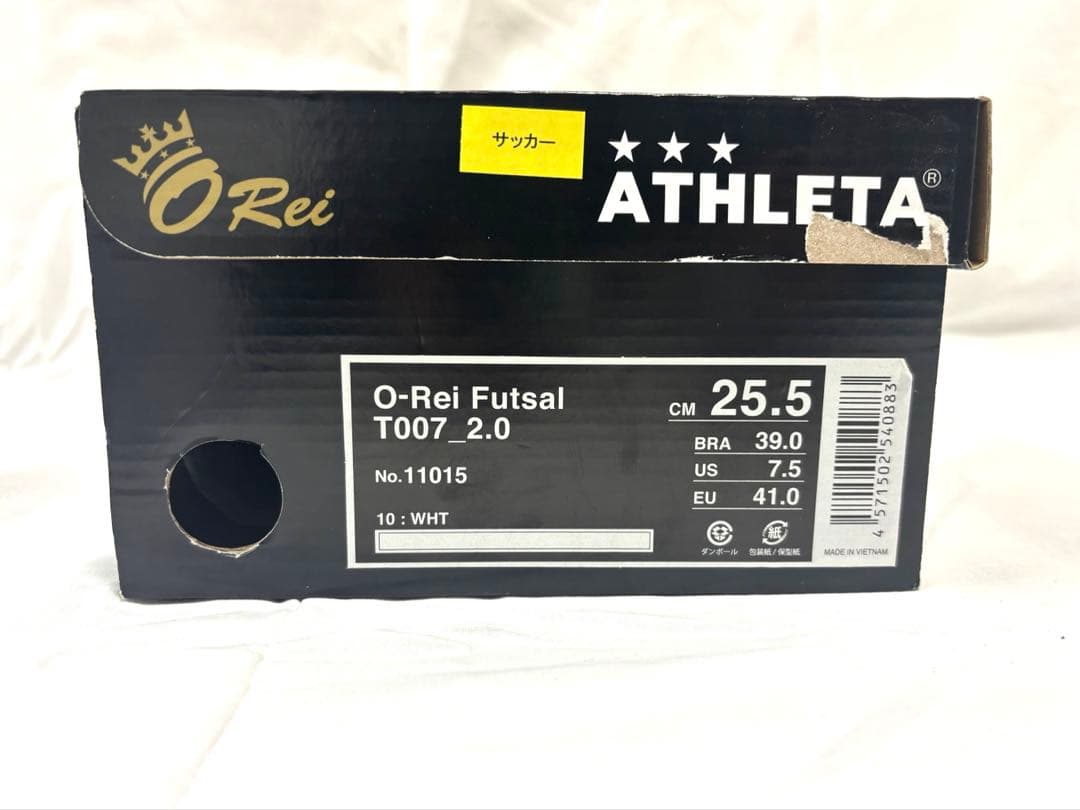 O Rei
サッカー
ATHLETA®
O-Rei Futsal
T007_2.0
No.11015
10 : WHT
CM 25.5
BRA 39.0
US 7.5
EU 41.0
ダンボール
包装紙/保型紙
4 571502 540883
MADE IN VIETNAM